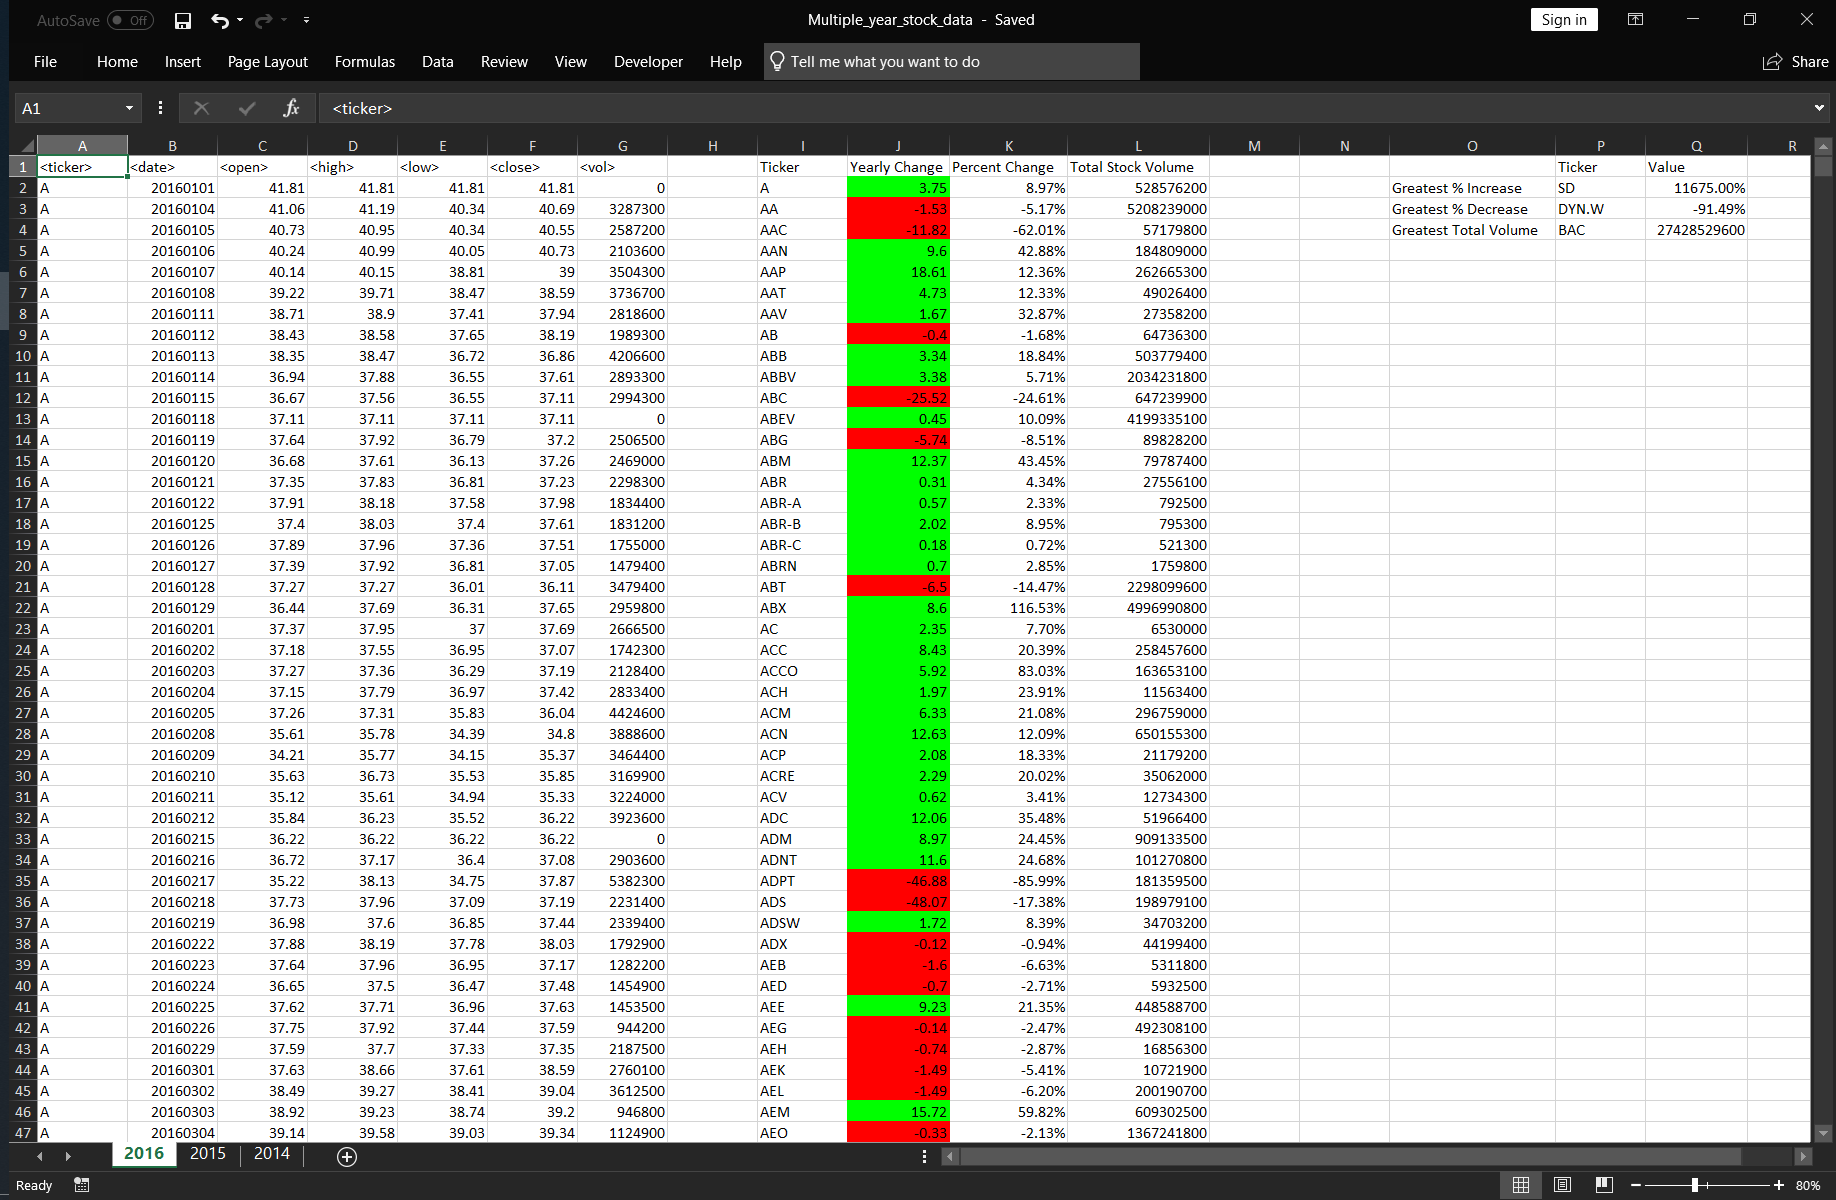 AutoSave Off Multiple_year_stock_data - Saved Sign in
File Home Insert Page Layout Formulas Data Review View Developer Help Tell me what you want to do Share
A1 fx <ticker>
A B C D E F G H I J K L M N O P Q R
1 <ticker> <date> <open> <high> <low> <close> <vol> Ticker Yearly Change Percent Change Total Stock Volume Ticker Value
2 A 20160101 41.81 41.81 41.81 41.81 0 A 3.75 8.97% 528576200 Greatest % Increase SD 11675.00%
3 A 20160104 41.06 41.19 40.34 40.69 3287300 AA -1.53 -5.17% 5208239000 Greatest % Decrease DYN.W -91.49%
4 A 20160105 40.73 40.95 40.34 40.55 2587200 AAC -11.82 -62.01% 57179800 Greatest Total Volume BAC 27428529600
5 A 20160106 40.24 40.99 40.05 40.73 2103600 AAN 9.6 42.88% 184809000
6 A 20160107 40.14 40.15 38.81 39 3504300 AAP 18.61 12.36% 262665300
7 A 20160108 39.22 39.71 38.47 38.59 3736700 AAT 4.73 12.33% 49026400
8 A 20160111 38.71 38.9 37.41 37.94 2818600 AAV 1.67 32.87% 27358200
9 A 20160112 38.43 38.58 37.65 38.19 1989300 AB -0.4 -1.68% 64736300
10 A 20160113 38.35 38.47 36.72 36.86 4206600 ABB 3.34 18.84% 503779400
11 A 20160114 36.94 37.88 36.55 37.61 2893300 ABBV 3.38 5.71% 2034231800
12 A 20160115 36.67 37.56 36.55 37.11 2994300 ABC -25.52 -24.61% 647239900
13 A 20160118 37.11 37.11 37.11 37.11 0 ABEV 0.45 10.09% 4199335100
14 A 20160119 37.64 37.92 36.79 37.2 2506500 ABG -5.74 -8.51% 89828200
15 A 20160120 36.68 37.61 36.13 37.26 2469000 ABM 12.37 43.45% 79787400
16 A 20160121 37.35 37.83 36.81 37.23 2298300 ABR 0.31 4.34% 27556100
17 A 20160122 37.91 38.18 37.58 37.98 1834400 ABR-A 0.57 2.33% 792500
18 A 20160125 37.4 38.03 37.4 37.61 1831200 ABR-B 2.02 8.95% 795300
19 A 20160126 37.89 37.96 37.36 37.51 1755000 ABR-C 0.18 0.72% 521300
20 A 20160127 37.39 37.92 36.81 37.05 1479400 ABRN 0.7 2.85% 1759800
21 A 20160128 37.27 37.27 36.01 36.11 3479400 ABT -6.5 -14.47% 2298099600
22 A 20160129 36.44 37.69 36.31 37.65 2959800 ABX 8.6 116.53% 4996990800
23 A 20160201 37.37 37.95 37 37.69 2666500 AC 2.35 7.70% 6530000
24 A 20160202 37.18 37.55 36.95 37.07 1742300 ACC 8.43 20.39% 258457600
25 A 20160203 37.27 37.36 36.29 37.19 2128400 ACCO 5.92 83.03% 163653100
26 A 20160204 37.15 37.79 36.97 37.42 2833400 ACH 1.97 23.91% 11563400
27 A 20160205 37.26 37.31 35.83 36.04 4424600 ACM 6.33 21.08% 296759000
28 A 20160208 35.61 35.78 34.39 34.8 3888600 ACN 12.63 12.09% 650155300
29 A 20160209 34.21 35.77 34.15 35.37 3464400 ACP 2.08 18.33% 21179200
30 A 20160210 35.63 36.73 35.53 35.85 3169900 ACRE 2.29 20.02% 35062000
31 A 20160211 35.12 35.61 34.94 35.33 3224000 ACV 0.62 3.41% 12734300
32 A 20160212 35.84 36.23 35.52 36.22 3923600 ADC 12.06 35.48% 51966400
33 A 20160215 36.22 36.22 36.22 36.22 0 ADM 8.97 24.45% 909133500
34 A 20160216 36.72 37.17 36.4 37.08 2903600 ADNT 11.6 24.68% 101270800
35 A 20160217 35.22 38.13 34.75 37.87 5382300 ADPT -46.88 -85.99% 181359500
36 A 20160218 37.73 37.96 37.09 37.19 2231400 ADS -48.07 -17.38% 198979100
37 A 20160219 36.98 37.6 36.85 37.44 2339400 ADSW 1.72 8.39% 34703200
38 A 20160222 37.88 38.19 37.78 38.03 1792900 ADX -0.12 -0.94% 44199400
39 A 20160223 37.64 37.96 36.95 37.17 1282200 AEB -1.6 -6.63% 5311800
40 A 20160224 36.65 37.5 36.47 37.48 1454900 AED -0.7 -2.71% 5932500
41 A 20160225 37.62 37.71 36.96 37.63 1453500 AEE 9.23 21.35% 448588700
42 A 20160226 37.75 37.92 37.44 37.59 944200 AEG -0.14 -2.47% 492308100
43 A 20160229 37.59 37.7 37.33 37.35 2187500 AEH -0.74 -2.87% 16856300
44 A 20160301 37.63 38.66 37.61 38.59 2760100 AEK -1.49 -5.41% 10721900
45 A 20160302 38.49 39.27 38.41 39.04 3612500 AEL -1.49 -6.20% 200190700
46 A 20160303 38.92 39.23 38.74 39.2 946800 AEM 15.72 59.82% 609302500
47 A 20160304 39.14 39.58 39.03 39.34 1124900 AEO -0.33 -2.13% 1367241800
2016 2015 2014
Ready 80%